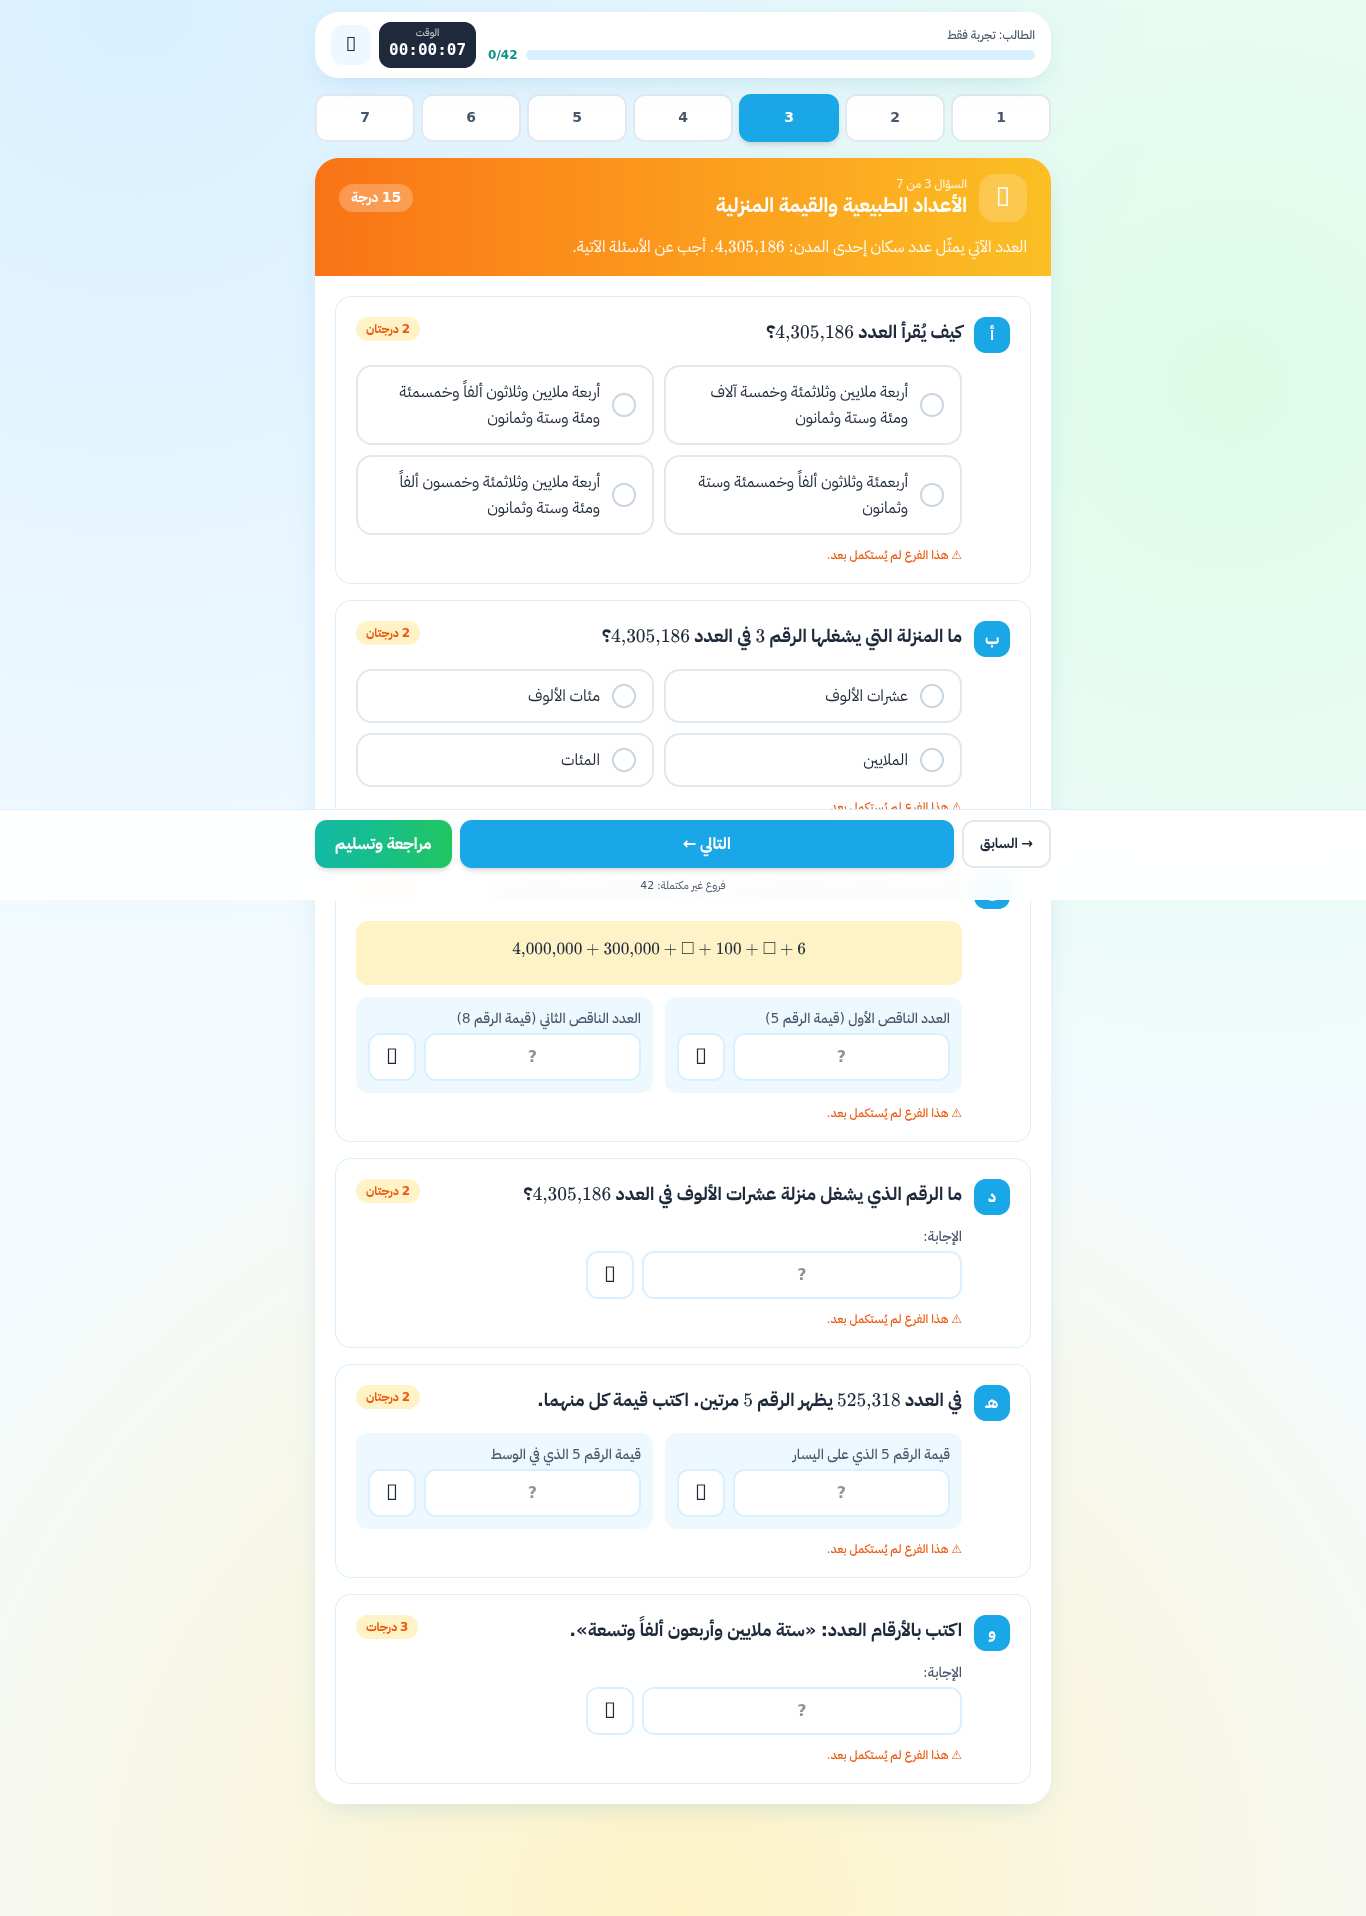 الطالب: تجربة فقط
0/42
الوقت
00:00:07
1 2 3 4 5 6 7
السؤال 3 من 7
الأعداد الطبيعية والقيمة المنزلية
15 درجة
العدد الآتي يمثّل عدد سكان إحدى المدن: 4,305,186. أجب عن الأسئلة الآتية.
أ
كيف يُقرأ العدد 4,305,186؟
2 درجتان
أربعة ملايين وثلاثمئة وخمسة آلاف
ومئة وستة وثمانون
أربعة ملايين وثلاثون ألفاً وخمسمئة
ومئة وستة وثمانون
أربعمئة وثلاثون ألفاً وخمسمئة وستة
وثمانون
أربعة ملايين وثلاثمئة وخمسون ألفاً
ومئة وستة وثمانون
⚠ هذا الفرع لم يُستكمل بعد.
ب
ما المنزلة التي يشغلها الرقم 3 في العدد 4,305,186؟
2 درجتان
عشرات الألوف
مئات الألوف
الملايين
المئات
⚠ هذا الفرع لم يُستكمل بعد.
→ السابق
التالي ←
مراجعة وتسليم
فروع غير مكتملة: 42
4,000,000 + 300,000 + □ + 100 + □ + 6
العدد الناقص الأول (قيمة الرقم 5)
?
العدد الناقص الثاني (قيمة الرقم 8)
?
⚠ هذا الفرع لم يُستكمل بعد.
د
ما الرقم الذي يشغل منزلة عشرات الألوف في العدد 4,305,186؟
2 درجتان
الإجابة:
?
⚠ هذا الفرع لم يُستكمل بعد.
هـ
في العدد 525,318 يظهر الرقم 5 مرتين. اكتب قيمة كل منهما.
2 درجتان
قيمة الرقم 5 الذي على اليسار
?
قيمة الرقم 5 الذي في الوسط
?
⚠ هذا الفرع لم يُستكمل بعد.
و
اكتب بالأرقام العدد: «ستة ملايين وأربعون ألفاً وتسعة».
3 درجات
الإجابة:
?
⚠ هذا الفرع لم يُستكمل بعد.